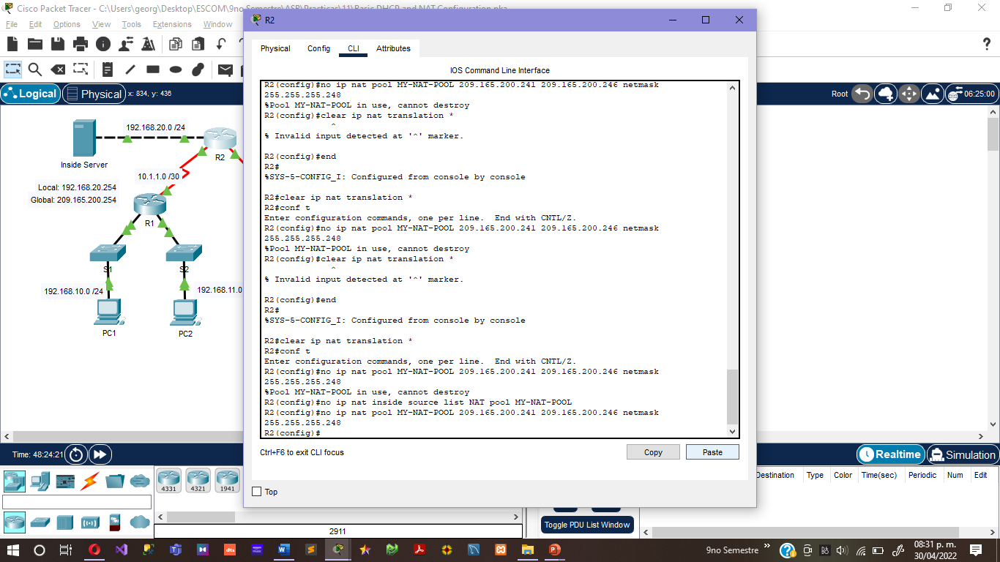 Cisco Packet Tracer - C:\Users\georg\Desktop\ESCOM\9no Semestre\ASR\Practicas\11\Basic DHCP and NAT Configuration.pka
File Edit Options View Tools Extensions Window
R2
Physical Config CLI Attributes
IOS Command Line Interface
R2(config)#no ip nat pool MY-NAT-POOL 209.165.200.241 209.165.200.246 netmask
255.255.255.248
%Pool MY-NAT-POOL in use, cannot destroy
R2(config)#clear ip nat translation *
^
% Invalid input detected at '^' marker.
R2(config)#end
R2#
%SYS-5-CONFIG_I: Configured from console by console
R2#clear ip nat translation *
R2#conf t
Enter configuration commands, one per line. End with CNTL/Z.
R2(config)#no ip nat pool MY-NAT-POOL 209.165.200.241 209.165.200.246 netmask
255.255.255.248
%Pool MY-NAT-POOL in use, cannot destroy
R2(config)#clear ip nat translation *
^
% Invalid input detected at '^' marker.
R2(config)#end
R2#
%SYS-5-CONFIG_I: Configured from console by console
R2#clear ip nat translation *
R2#conf t
Enter configuration commands, one per line. End with CNTL/Z.
R2(config)#no ip nat pool MY-NAT-POOL 209.165.200.241 209.165.200.246 netmask
255.255.255.248
%Pool MY-NAT-POOL in use, cannot destroy
R2(config)#no ip nat inside source list NAT pool MY-NAT-POOL
R2(config)#no ip nat pool MY-NAT-POOL 209.165.200.241 209.165.200.246 netmask
255.255.255.248
R2(config)#
Ctrl+F6 to exit CLI focus
Copy
Paste
Top
Logical
Physical
x: 834, y: 436
Root
06:25:00
192.168.20.0 /24
Inside Server
R2
10.1.1.0 /30
Local: 192.168.20.254
Global: 209.165.200.254
R1
S1
S2
192.168.10.0 /24
192.168.11.0
PC1
PC2
Time: 48:24:21
Realtime
Simulation
4331
4321
1941
2911
Destination Type Color Time(sec) Periodic Num Edit
Toggle PDU List Window
9no Semestre
08:31 p. m.
30/04/2022